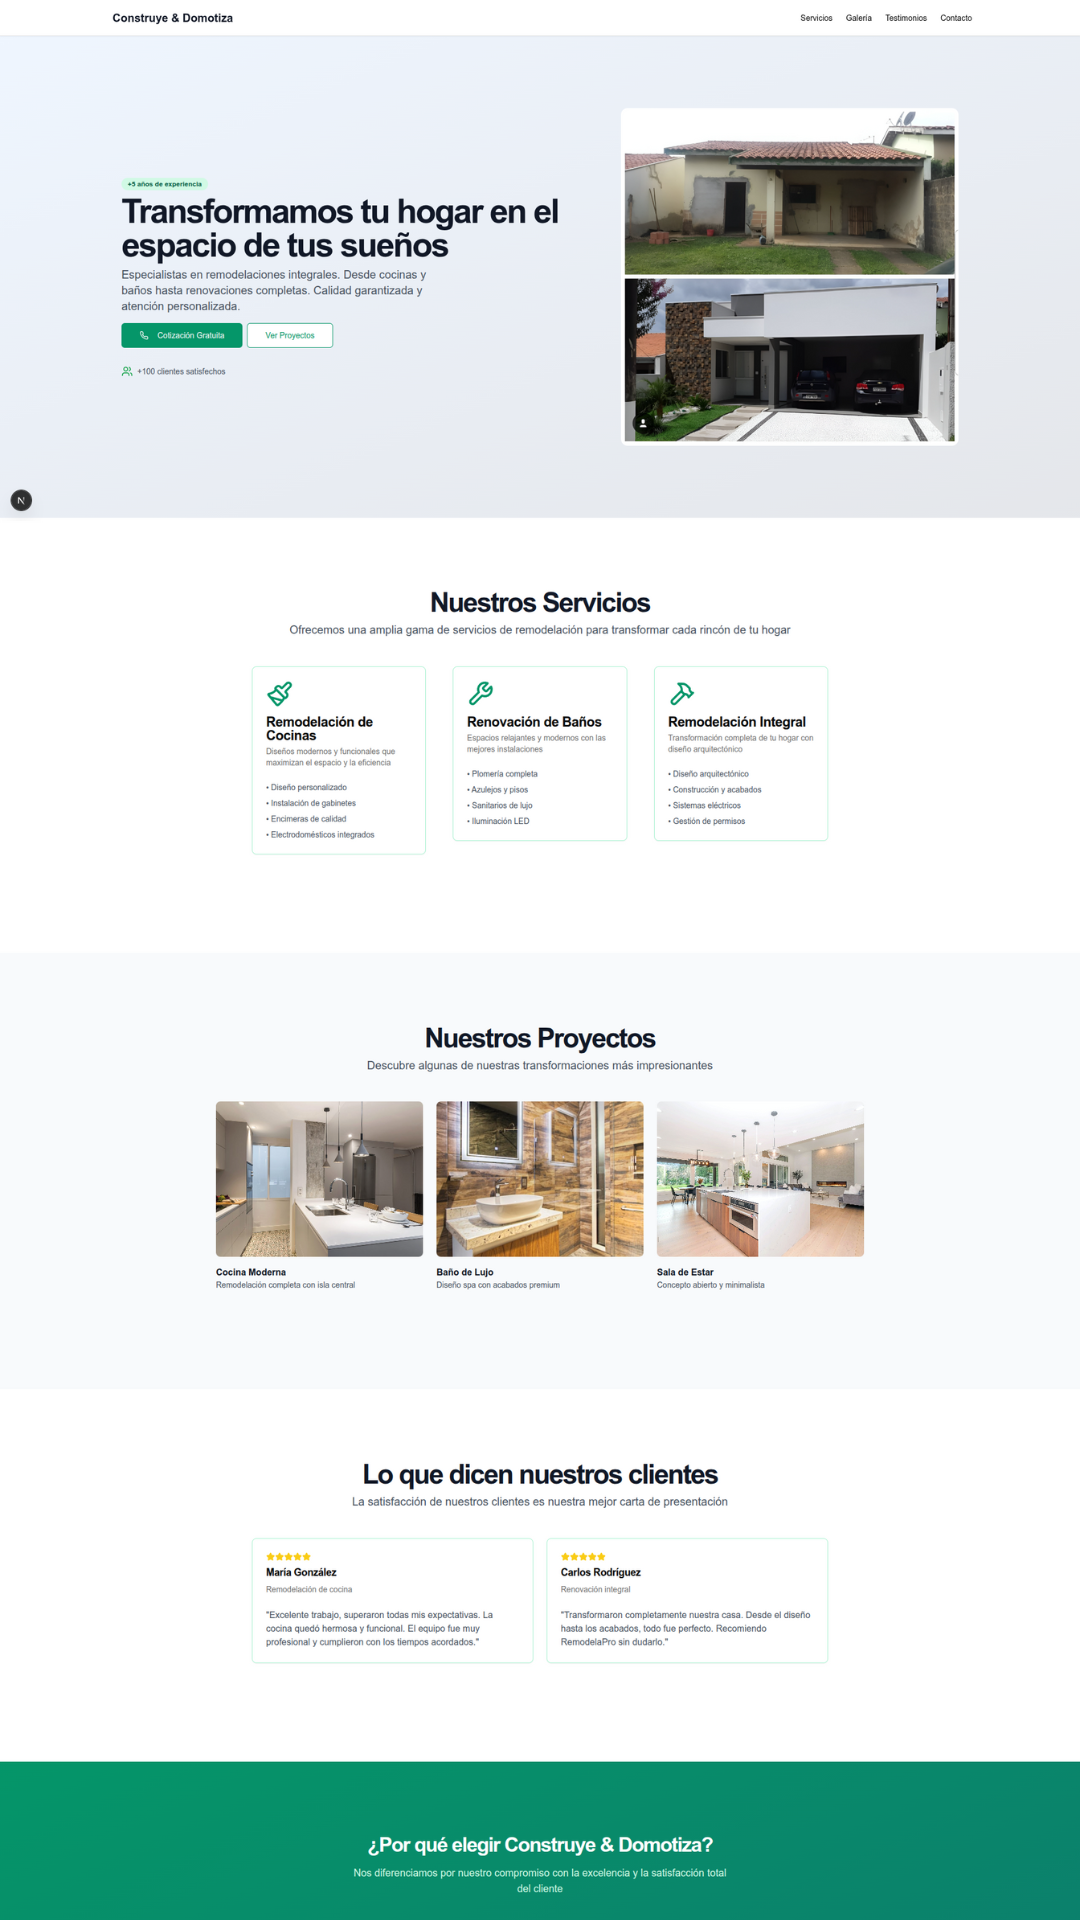 Construye & Domotiza
Servicios
Galería
Testimonios
Contacto
+5 años de experiencia
Transformamos tu hogar en el
espacio de tus sueños
Especialistas en remodelaciones integrales. Desde cocinas y
baños hasta renovaciones completas. Calidad garantizada y
atención personalizada.
Cotización Gratuita
Ver Proyectos
+100 clientes satisfechos
N
Nuestros Servicios
Ofrecemos una amplia gama de servicios de remodelación para transformar cada rincón de tu hogar
Remodelación de
Cocinas
Diseños modernos y funcionales que
maximizan el espacio y la eficiencia
• Diseño personalizado
• Instalación de gabinetes
• Encimeras de calidad
• Electrodomésticos integrados
Renovación de Baños
Espacios relajantes y modernos con las
mejores instalaciones
• Plomería completa
• Azulejos y pisos
• Sanitarios de lujo
• Iluminación LED
Remodelación Integral
Transformación completa de tu hogar con
diseño arquitectónico
• Diseño arquitectónico
• Construcción y acabados
• Sistemas eléctricos
• Gestión de permisos
Nuestros Proyectos
Descubre algunas de nuestras transformaciones más impresionantes
Cocina Moderna
Remodelación completa con isla central
Baño de Lujo
Diseño spa con acabados premium
Sala de Estar
Concepto abierto y minimalista
Lo que dicen nuestros clientes
La satisfacción de nuestros clientes es nuestra mejor carta de presentación
María González
Remodelación de cocina
"Excelente trabajo, superaron todas mis expectativas. La
cocina quedó hermosa y funcional. El equipo fue muy
profesional y cumplieron con los tiempos acordados."
Carlos Rodríguez
Renovación integral
"Transformaron completamente nuestra casa. Desde el diseño
hasta los acabados, todo fue perfecto. Recomiendo
RemodelaPro sin dudarlo."
¿Por qué elegir Construye & Domotiza?
Nos diferenciamos por nuestro compromiso con la excelencia y la satisfacción total
del cliente